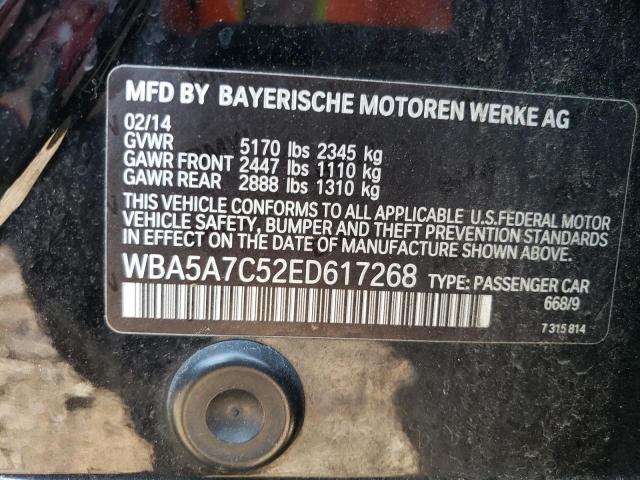 MFD BY BAYERISCHE MOTOREN WERKE AG
02/14
GVWR 5170 lbs 2345 kg
GAWR FRONT 2447 lbs 1110 kg
GAWR REAR 2888 lbs 1310 kg
THIS VEHICLE CONFORMS TO ALL APPLICABLE U.S.FEDERAL MOTOR
VEHICLE SAFETY, BUMPER AND THEFT PREVENTION STANDARDS
IN EFFECT ON THE DATE OF MANUFACTURE SHOWN ABOVE.
WBA5A7C52ED617268 TYPE: PASSENGER CAR
668/9
7 315 814